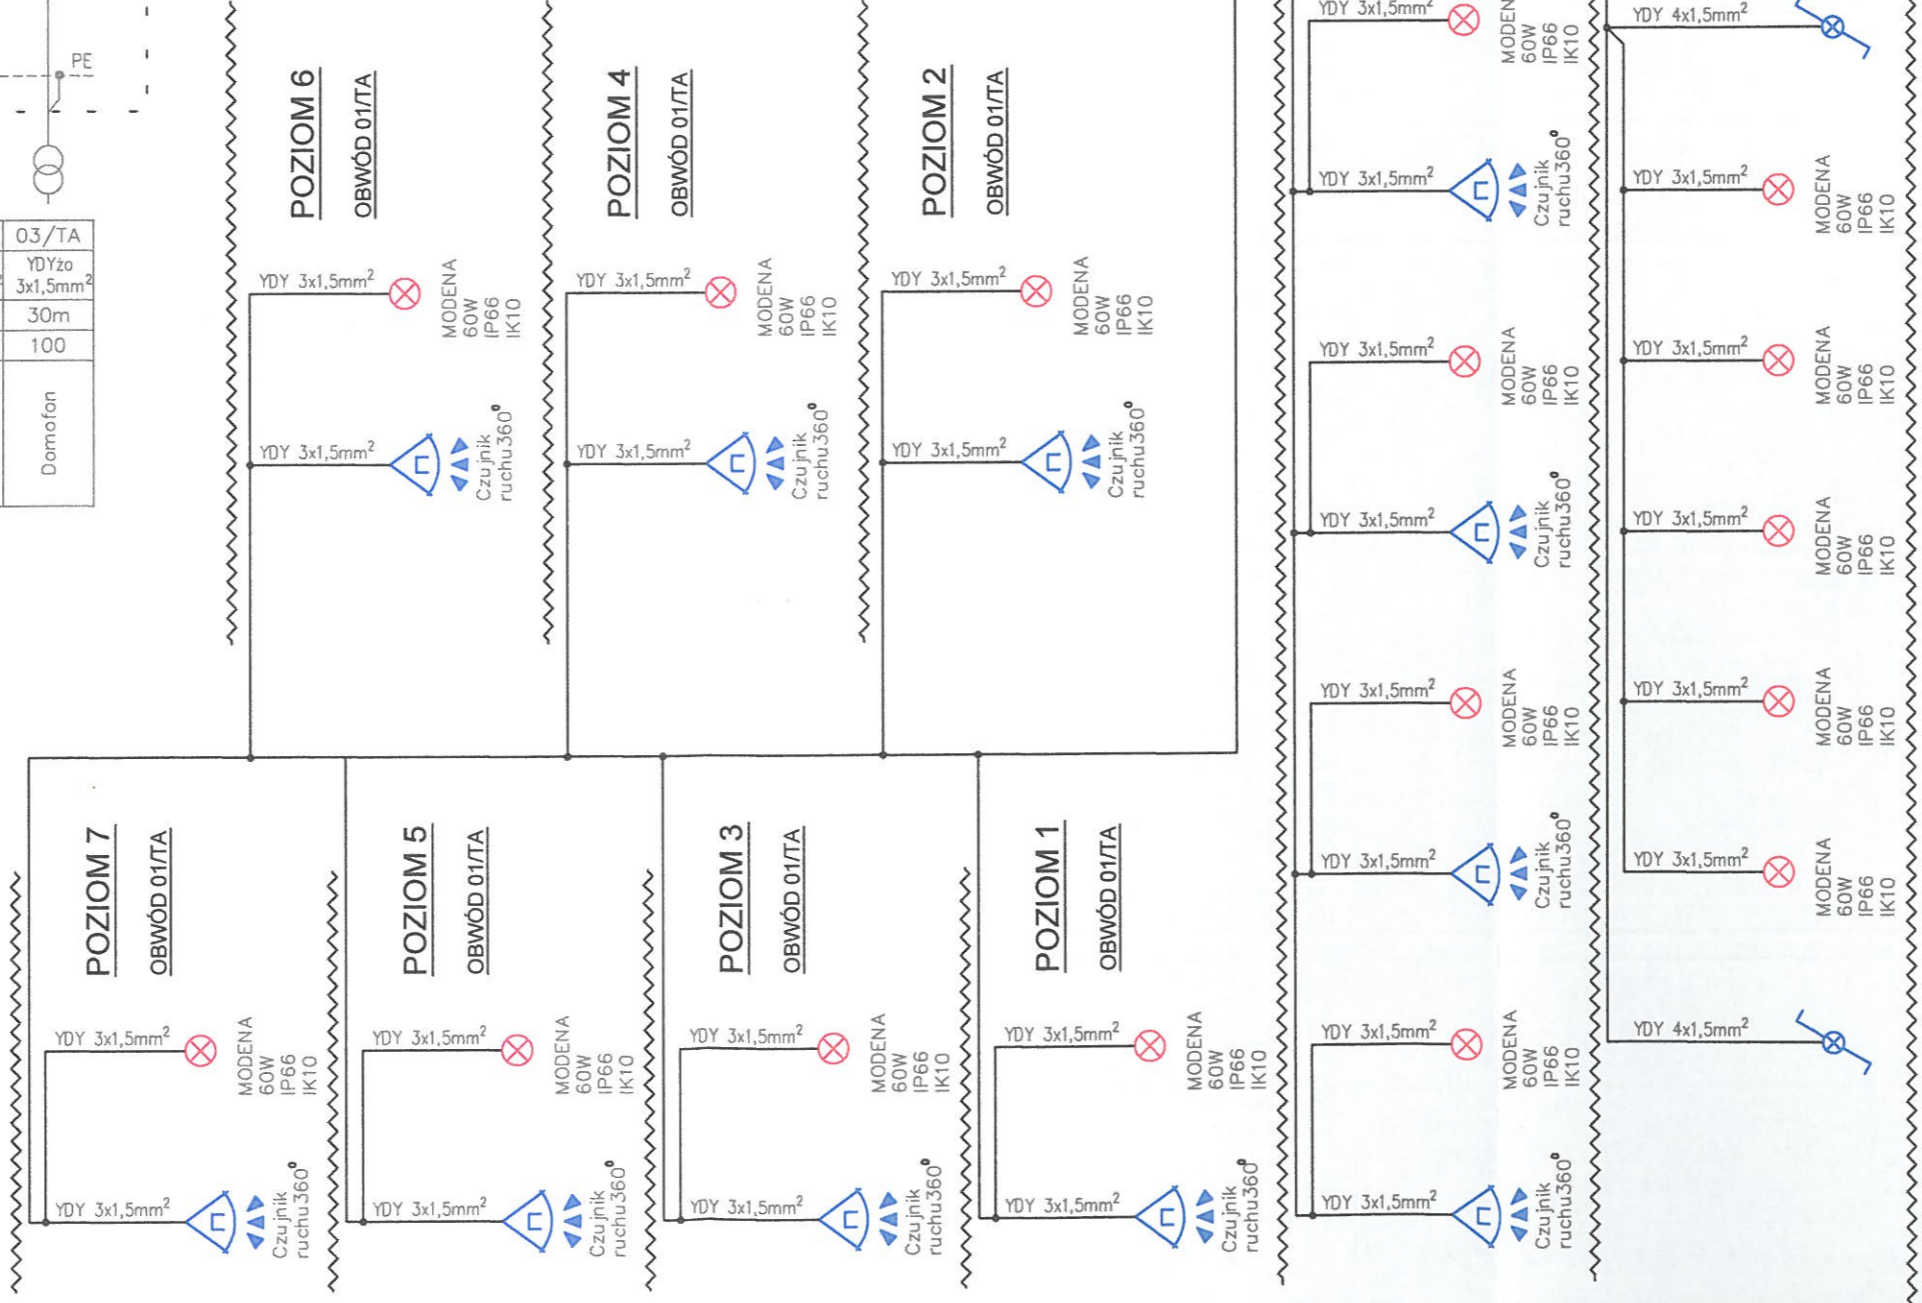 PE
03/TA
YDYżo
3x1,5mm²
30m
100
Domofon
POZIOM 6
OBWÓD 01/TA
YDY 3x1,5mm²
MODENA
60W
IP66
IK10
YDY 3x1,5mm²
Czujnik
ruchu360°
POZIOM 4
OBWÓD 01/TA
YDY 3x1,5mm²
MODENA
60W
IP66
IK10
YDY 3x1,5mm²
Czujnik
ruchu360°
POZIOM 2
OBWÓD 01/TA
YDY 3x1,5mm²
MODENA
60W
IP66
IK10
YDY 3x1,5mm²
Czujnik
ruchu360°
POZIOM 7
OBWÓD 01/TA
YDY 3x1,5mm²
MODENA
60W
IP66
IK10
YDY 3x1,5mm²
Czujnik
ruchu360°
POZIOM 5
OBWÓD 01/TA
YDY 3x1,5mm²
MODENA
60W
IP66
IK10
YDY 3x1,5mm²
Czujnik
ruchu360°
POZIOM 3
OBWÓD 01/TA
YDY 3x1,5mm²
MODENA
60W
IP66
IK10
YDY 3x1,5mm²
Czujnik
ruchu360°
POZIOM 1
OBWÓD 01/TA
YDY 3x1,5mm²
MODENA
60W
IP66
IK10
YDY 3x1,5mm²
Czujnik
ruchu360°
YDY 3x1,5mm²
60W
IP66
IK10
YDY 3x1,5mm²
Czujnik
ruchu360°
YDY 3x1,5mm²
MODENA
60W
IP66
IK10
YDY 3x1,5mm²
Czujnik
ruchu360°
YDY 3x1,5mm²
MODENA
60W
IP66
IK10
YDY 3x1,5mm²
Czujnik
ruchu360°
YDY 3x1,5mm²
MODENA
60W
IP66
IK10
YDY 3x1,5mm²
Czujnik
ruchu360°
YDY 4x1,5mm²
YDY 3x1,5mm²
MODENA
60W
IP66
IK10
YDY 3x1,5mm²
MODENA
60W
IP66
IK10
YDY 3x1,5mm²
MODENA
60W
IP66
IK10
YDY 3x1,5mm²
MODENA
60W
IP66
IK10
YDY 3x1,5mm²
MODENA
60W
IP66
IK10
YDY 4x1,5mm²